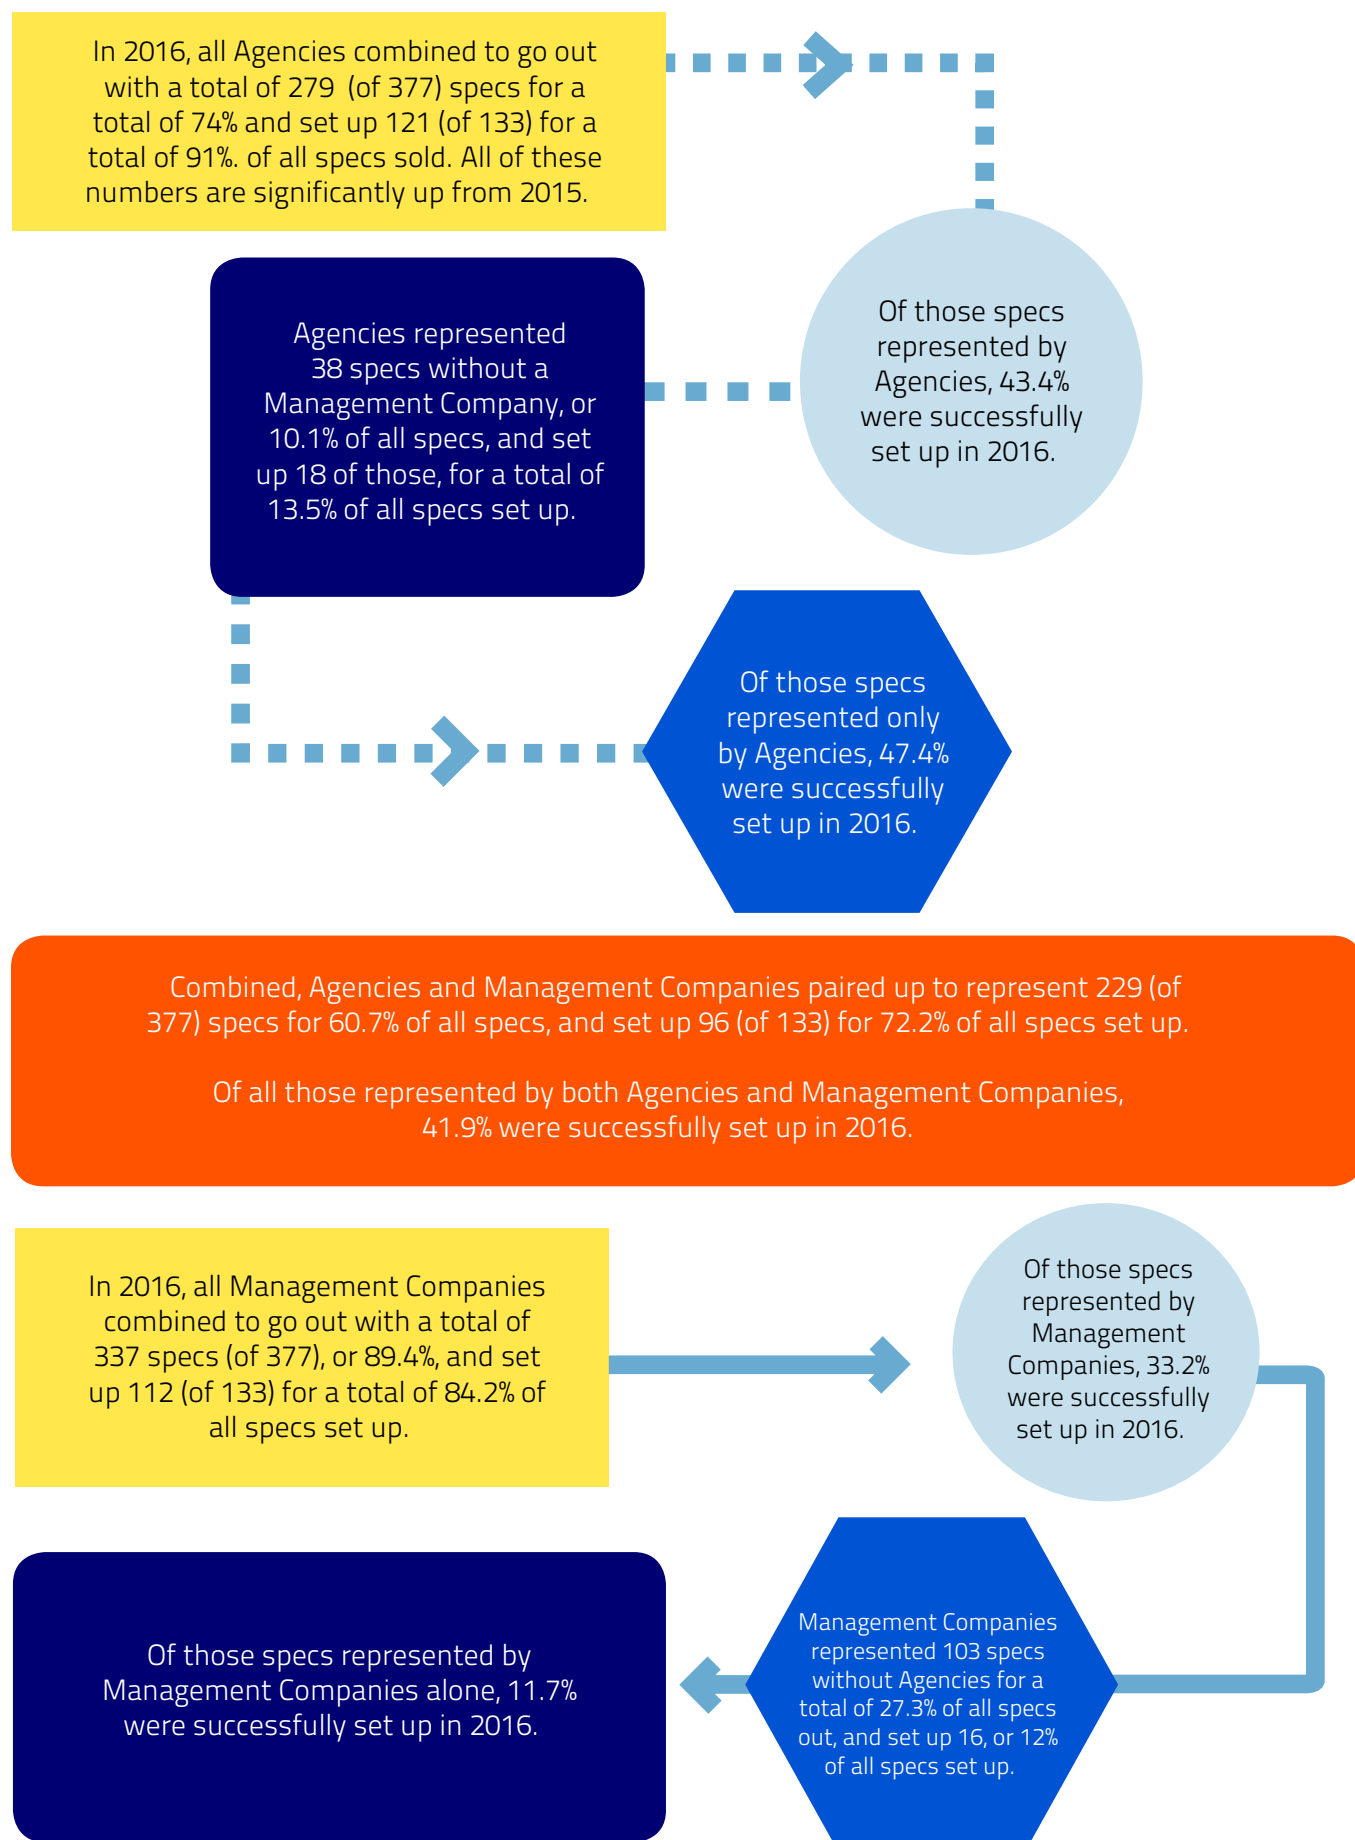 In 2016, all Agencies combined to go out
with a total of 279 (of 377) specs for a
total of 74% and set up 121 (of 133) for a
total of 91%. of all specs sold. All of these
numbers are significantly up from 2015.
Of those specs
represented by
Agencies, 43.4%
were successfully
set up in 2016.
Agencies represented
38 specs without a
Management Company, or
10.1% of all specs, and set
up 18 of those, for a total of
13.5% of all specs set up.
Of those specs
represented only
by Agencies, 47.4%
were successfully
set up in 2016.
Combined, Agencies and Management Companies paired up to represent 229 (of
377) specs for 60.7% of all specs, and set up 96 (of 133) for 72.2% of all specs set up.
Of all those represented by both Agencies and Management Companies,
41.9% were successfully set up in 2016.
In 2016, all Management Companies
combined to go out with a total of
337 specs (of 377), or 89.4%, and set
up 112 (of 133) for a total of 84.2% of
all specs set up.
Of those specs
represented by
Management
Companies, 33.2%
were successfully
set up in 2016.
Management Companies
represented 103 specs
without Agencies for a
total of 27.3% of all specs
out, and set up 16, or 12%
of all specs set up.
Of those specs represented by
Management Companies alone, 11.7%
were successfully set up in 2016.